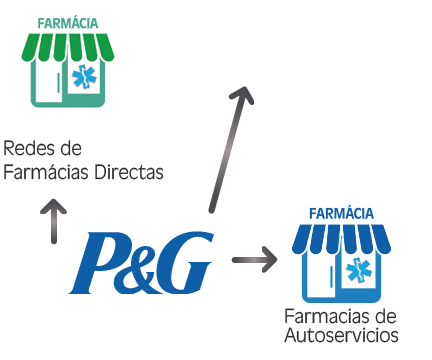 FARMÁCIA
Redes de
Farmácias Directas
P&G
FARMÁCIA
Farmacias de
Autoservicios